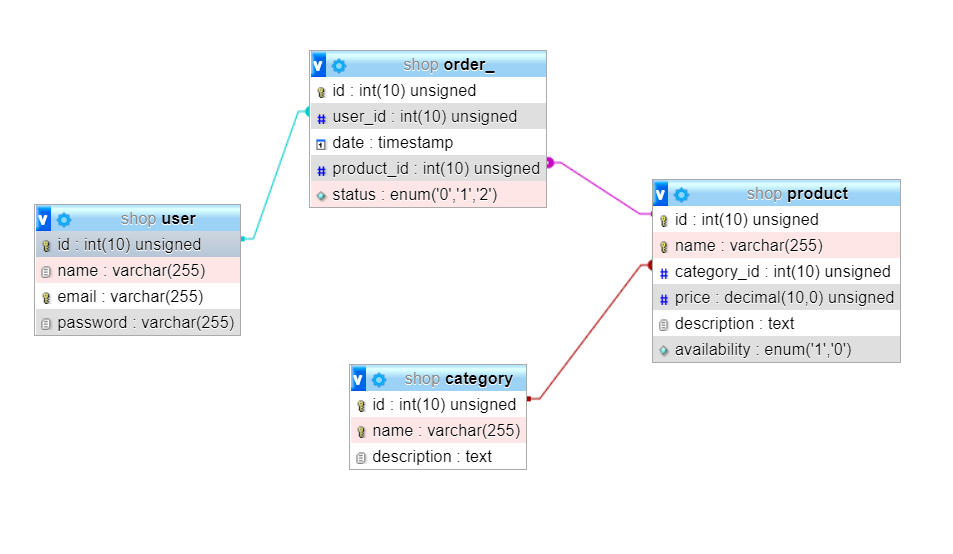 v shop order_
id : int(10) unsigned
user_id : int(10) unsigned
date : timestamp
product_id : int(10) unsigned
status : enum('0','1','2')
v shop user
id : int(10) unsigned
name : varchar(255)
email : varchar(255)
password : varchar(255)
v shop product
id : int(10) unsigned
name : varchar(255)
category_id : int(10) unsigned
price : decimal(10,0) unsigned
description : text
availability : enum('1','0')
v shop category
id : int(10) unsigned
name : varchar(255)
description : text